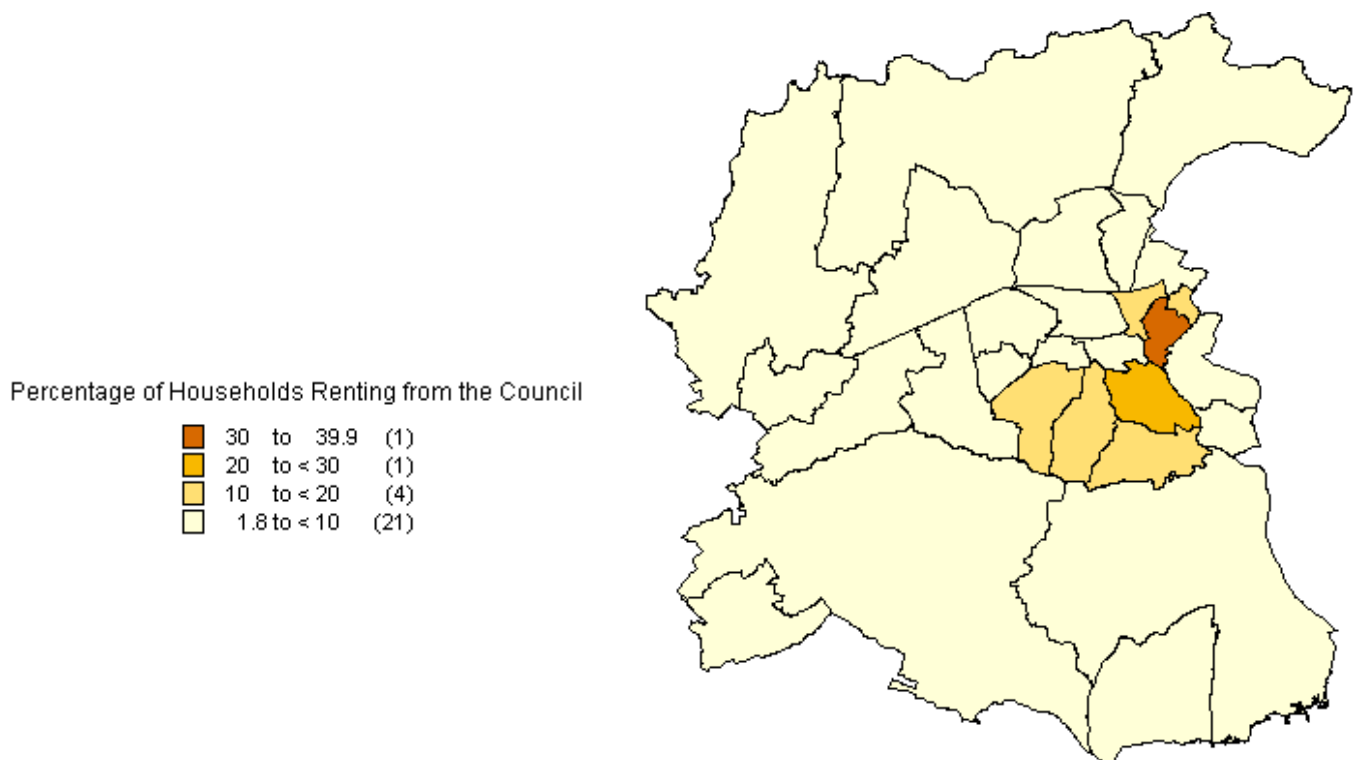 Percentage of Households Renting from the Council
30 to 39.9 (1)
20 to < 30 (1)
10 to < 20 (4)
1.8 to < 10 (21)